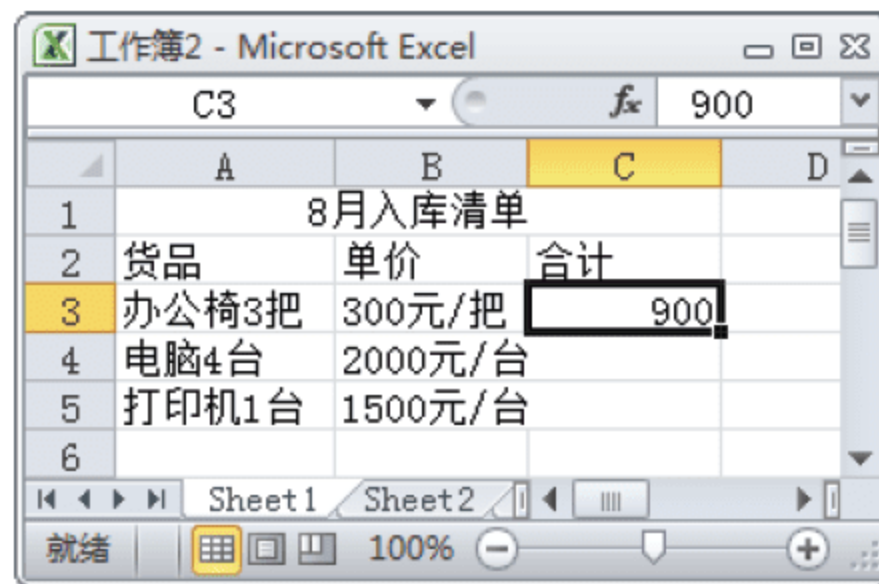 工作簿2 - Microsoft Excel
C3 fx 900
A B C D
1 8月入库清单
2 货品 单价 合计
3 办公椅3把 300元/把 900
4 电脑4台 2000元/台
5 打印机1台 1500元/台
6
Sheet1 Sheet2
就绪 100%